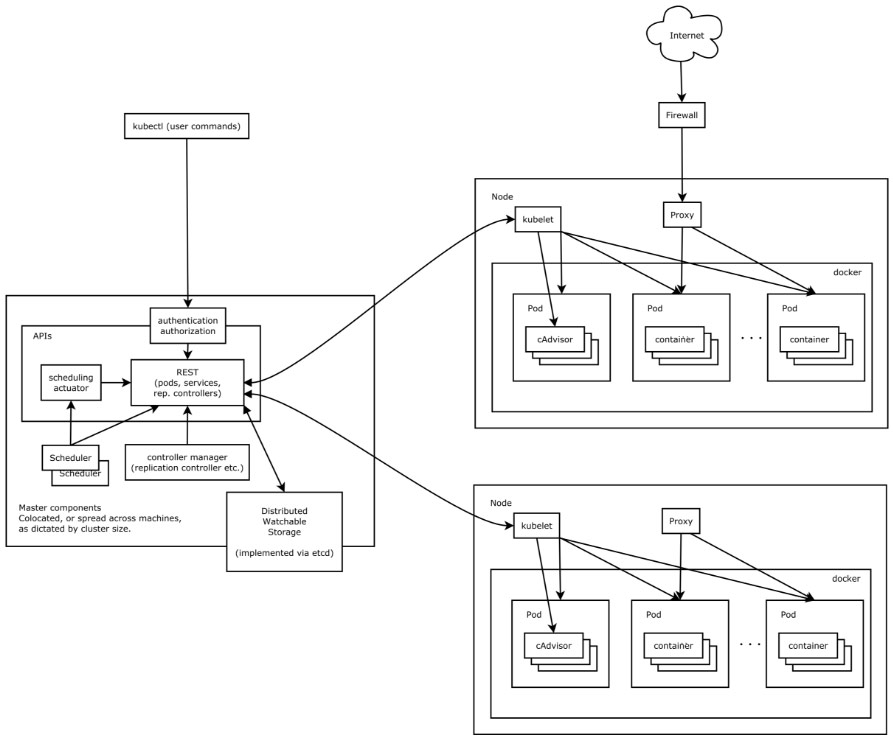 Internet
kubectl (user commands)
Firewall
Node
kubelet
Proxy
docker
Pod
Pod
Pod
cAdvisor
container
. . .
container
authentication
authorization
APIs
REST
(pods, services,
rep. controllers)
scheduling
actuator
Scheduler
Scheduler
controller manager
(replication controller etc.)
Master components
Colocated, or spread across machines,
as dictated by cluster size.
Distributed
Watchable
Storage
(implemented via etcd)
Node
kubelet
Proxy
docker
Pod
Pod
Pod
cAdvisor
container
. . .
container